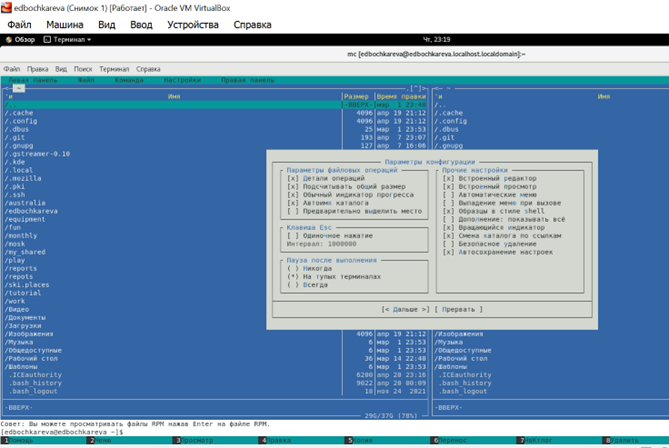 edbochkareva (Снимок 1) [Работает] - Oracle VM VirtualBox
Файл Машина Вид Ввод Устройства Справка
Обзор Терминал Чт, 23:19
mc [edbochkareva@edbochkareva.localhost.localdomain]:~
Файл Правка Вид Поиск Терминал Справка
Левая панель Файл Команда Настройки Правая панель
<- ~ .[^]> <- ~
'и Имя Размер Время правки 'и Имя
/.. -ВВЕРХ- мар 1 23:48 /..
/.cache 4096 апр 19 21:12 /.cache
/.config 4096 апр 19 21:12 /.config
/.dbus 25 мар 1 23:53 /.dbus
/.git 193 апр 7 23:07 /.git
/.gnupg 127 апр 7 16:06 /.gnupg
/.gstreamer-0.10
/.kde
/.local
/.mozilla
/.pki
/.ssh
/australia
/edbochkareva
/equipment
/fun
/monthly
/mosk
/my_shared
/play
/reports
/repots
/ski.places
/tutorial
/work
/Видео
/Документы
/Загрузки
Параметры конфигурации
Параметры файловых операций
[x] Детали операций
[x] Подсчитывать общий размер
[x] Обычный индикатор прогресса
[x] Автоимя каталога
[ ] Предварительно выделить место
Клавиша Esc
[ ] Одиночное нажатие
Интервал: 1000000
Пауза после выполнения
( ) Никогда
(*) На тупых терминалах
( ) Всегда
Прочие настройки
[x] Встроенный редактор
[x] Встроенный просмотр
[ ] Автоматические меню
[ ] Выпадение меню при вызове
[x] Образцы в стиле shell
[ ] Дополнение: показывать всё
[x] Вращающийся индикатор
[x] Смена каталога по ссылкам
[ ] Безопасное удаление
[x] Автосохранение настроек
[< Дальше >] [ Прервать ]
/Изображения 4096 апр 19 21:12 /Изображения
/Музыка 6 мар 1 23:53 /Музыка
/Общедоступные 6 мар 1 23:53 /Общедоступные
/Рабочий стол 36 мар 14 22:48 /Рабочий стол
/Шаблоны 6 мар 1 23:53 /Шаблоны
.ICEauthority 6200 апр 20 23:16 .ICEauthority
.bash_history 9022 апр 20 00:09 .bash_history
.bash_logout 18 ноя 24 2021 .bash_logout
-ВВЕРХ- -ВВЕРХ-
29G/37G (78%)
Совет: Вы можете просматривать файлы RPM нажав Enter на файле RPM.
[edbochkareva@edbochkareva ~]$
1Помощь 2Меню 3Просмотр 4Правка 5Копия 6Перенос 7НвКтлог 8Удалить